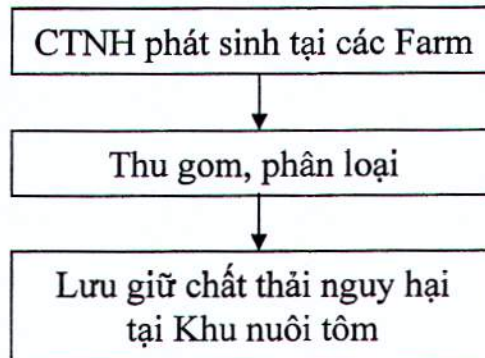 CTNH phát sinh tại các Farm
Thu gom, phân loại
Lưu giữ chất thải nguy hại
tại Khu nuôi tôm